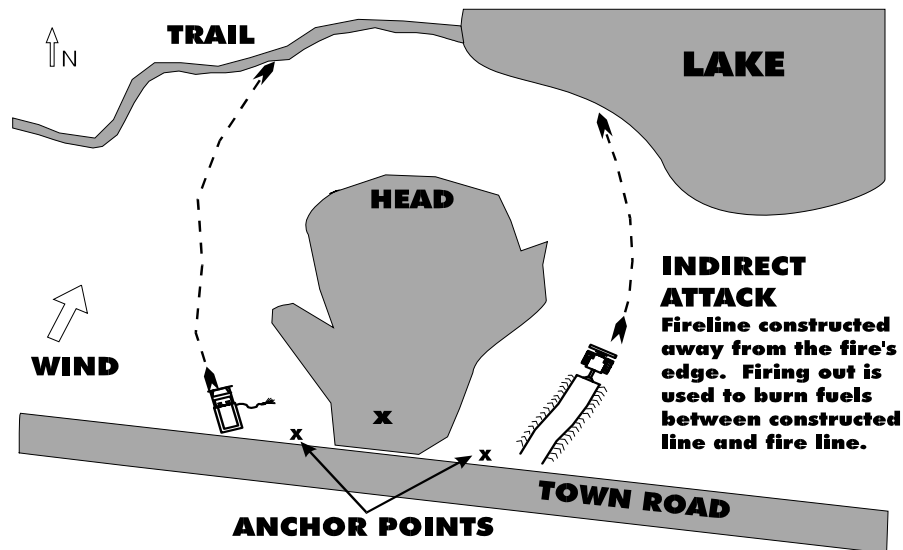 TRAIL
N
LAKE
HEAD
INDIRECT
ATTACK
Fireline constructed
away from the fire's
edge. Firing out is
used to burn fuels
between constructed
line and fire line.
WIND
x
x
x
TOWN ROAD
ANCHOR POINTS